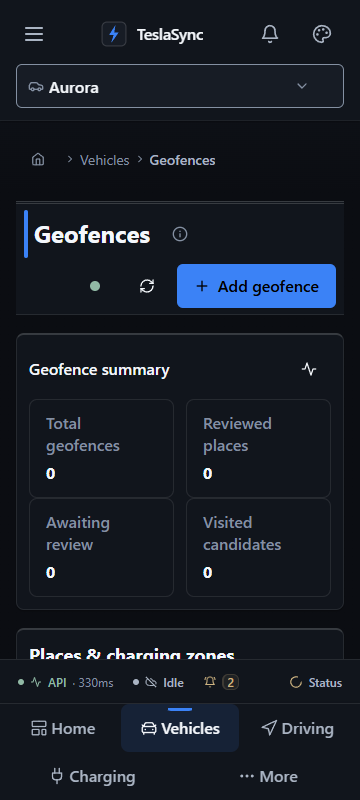 TeslaSync
Aurora
Vehicles
Geofences
Geofences
Add geofence
Geofence summary
Total geofences
0
Reviewed places
0
Awaiting review
0
Visited candidates
0
Places & charging zones
API · 330ms
Idle
2
Status
Home
Vehicles
Driving
Charging
More